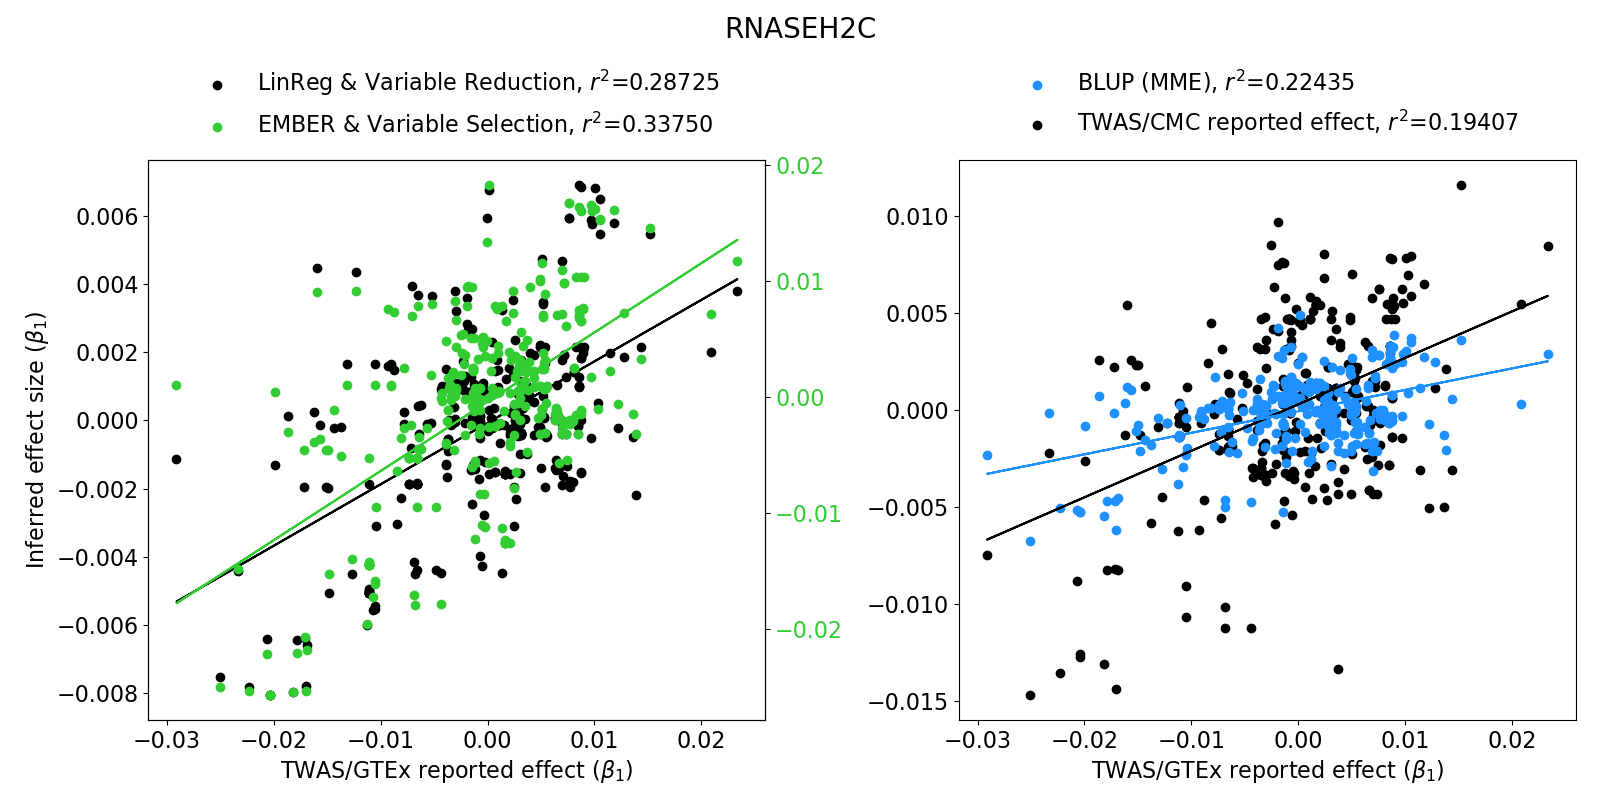 RNASEH2C
LinReg & Variable Reduction, r²=0.28725
EMBER & Variable Selection, r²=0.33750
BLUP (MME), r²=0.22435
TWAS/CMC reported effect, r²=0.19407
Inferred effect size (β₁)
0.006
0.004
0.002
0.000
−0.002
−0.004
−0.006
−0.008
0.02
0.01
0.00
−0.01
−0.02
−0.03 −0.02 −0.01 0.00 0.01 0.02
TWAS/GTEx reported effect (β₁)
0.010
0.005
0.000
−0.005
−0.010
−0.015
−0.03 −0.02 −0.01 0.00 0.01 0.02
TWAS/GTEx reported effect (β₁)